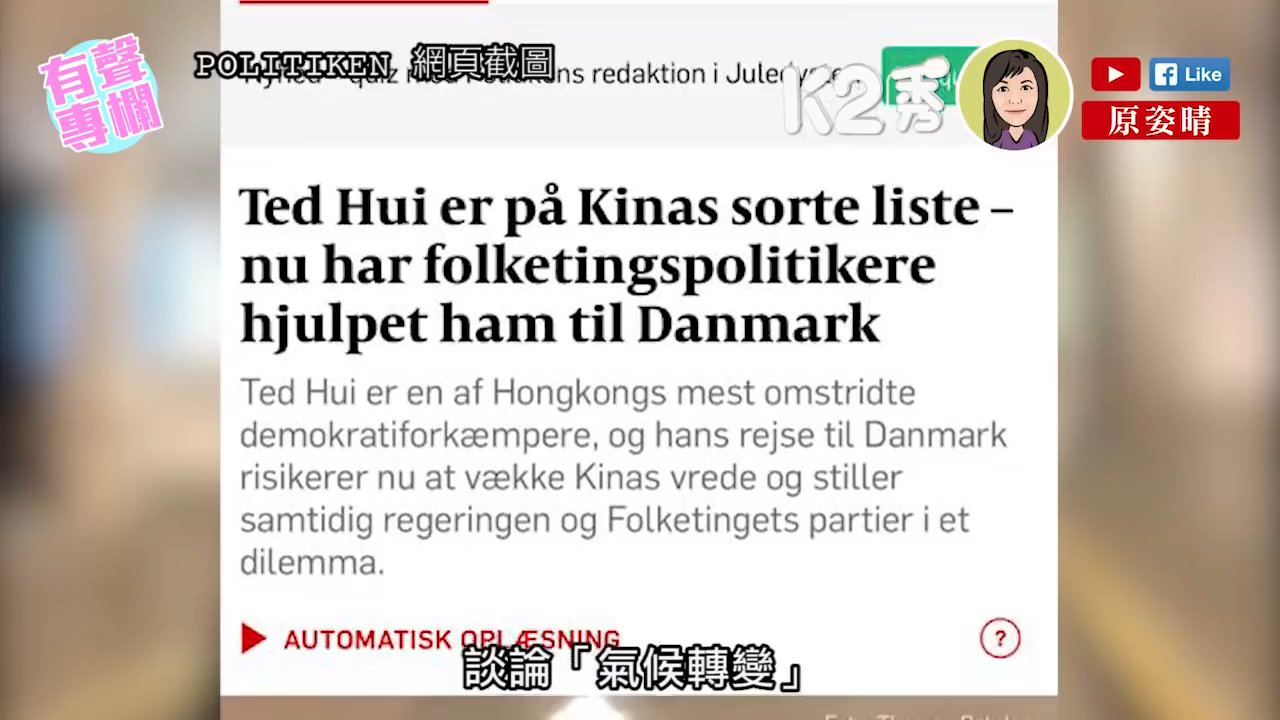 有聲
專欄
POLITIKEN 網頁截圖
ns redaktion i
K2秀
Like
原姿晴
Ted Hui er på Kinas sorte liste –
nu har folketingspolitikere
hjulpet ham til Danmark
Ted Hui er en af Hongkongs mest omstridte
demokratiforkæmpere, og hans rejse til Danmark
risikerer nu at vække Kinas vrede og stiller
samtidig regeringen og Folketingets partier i et
dilemma.
AUTOMATISK OPLÆSNING
?
談論「氣候轉變」